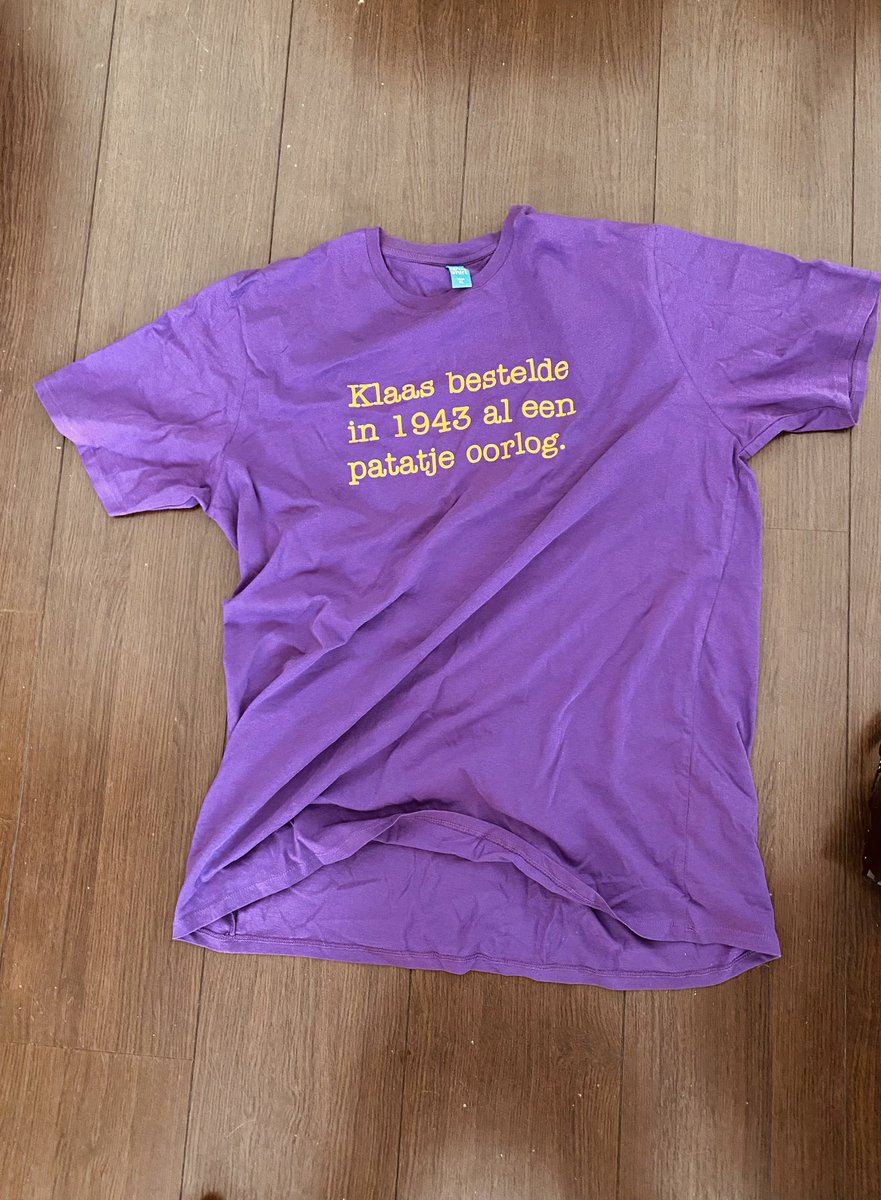 Klaas bestelde
in 1943 al een
patatje oorlog.